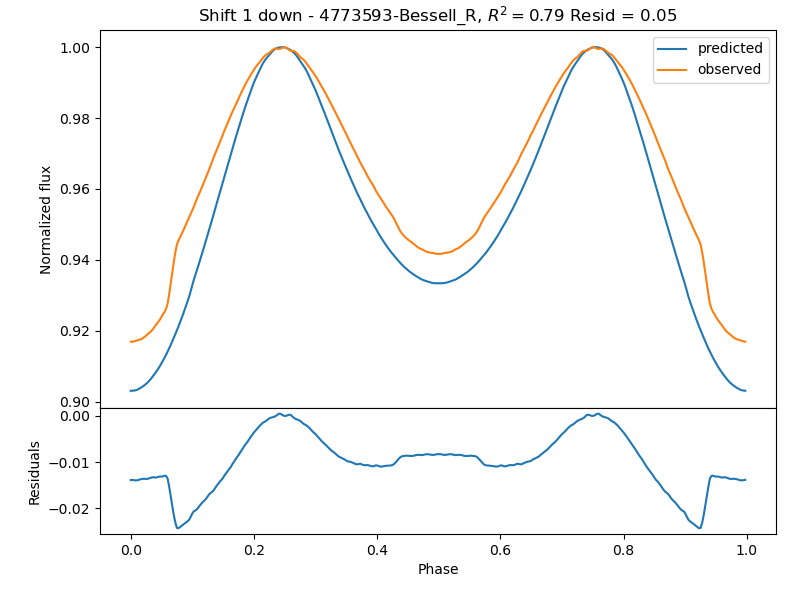 Shift 1 down - 4773593-Bessell_R, R² = 0.79 Resid = 0.05
1.00
0.98
0.96
0.94
0.92
0.90
Normalized flux
predicted
observed
0.00
−0.01
−0.02
Residuals
0.0 0.2 0.4 0.6 0.8 1.0
Phase